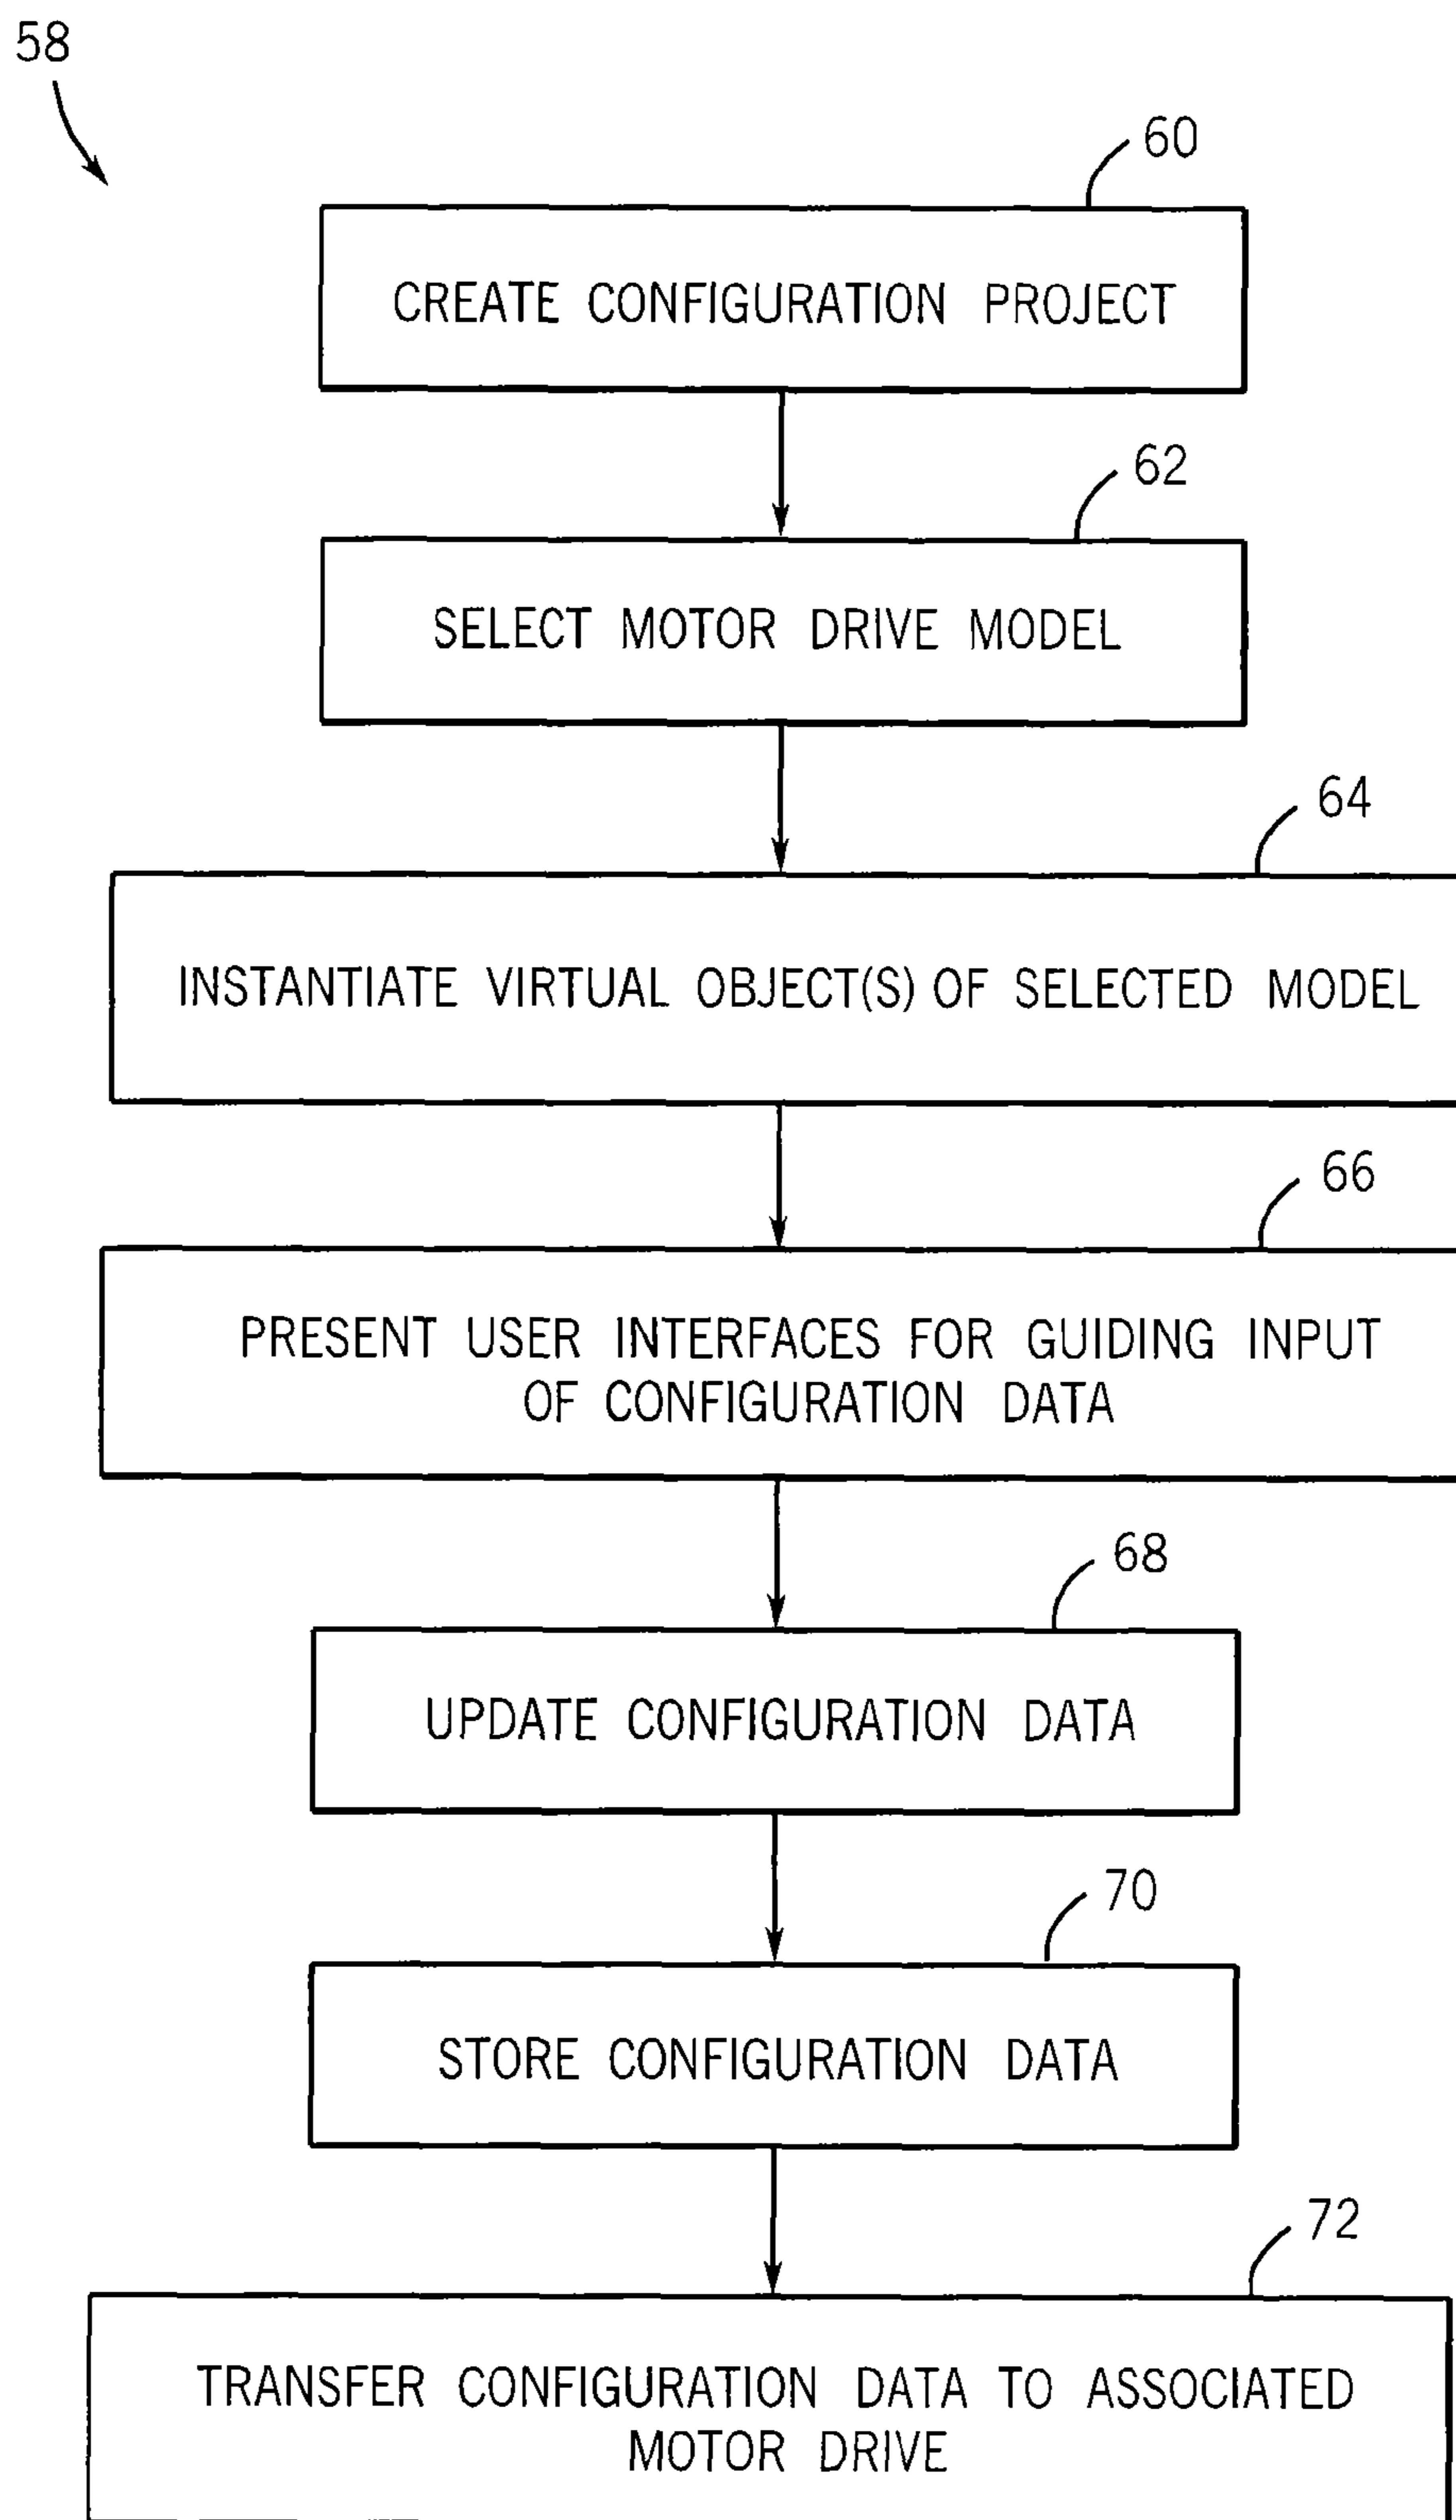 58
60
CREATE CONFIGURATION PROJECT
62
SELECT MOTOR DRIVE MODEL
64
INSTANTIATE VIRTUAL OBJECT(S) OF SELECTED MODEL
66
PRESENT USER INTERFACES FOR GUIDING INPUT
OF CONFIGURATION DATA
68
UPDATE CONFIGURATION DATA
70
STORE CONFIGURATION DATA
72
TRANSFER CONFIGURATION DATA TO ASSOCIATED
MOTOR DRIVE